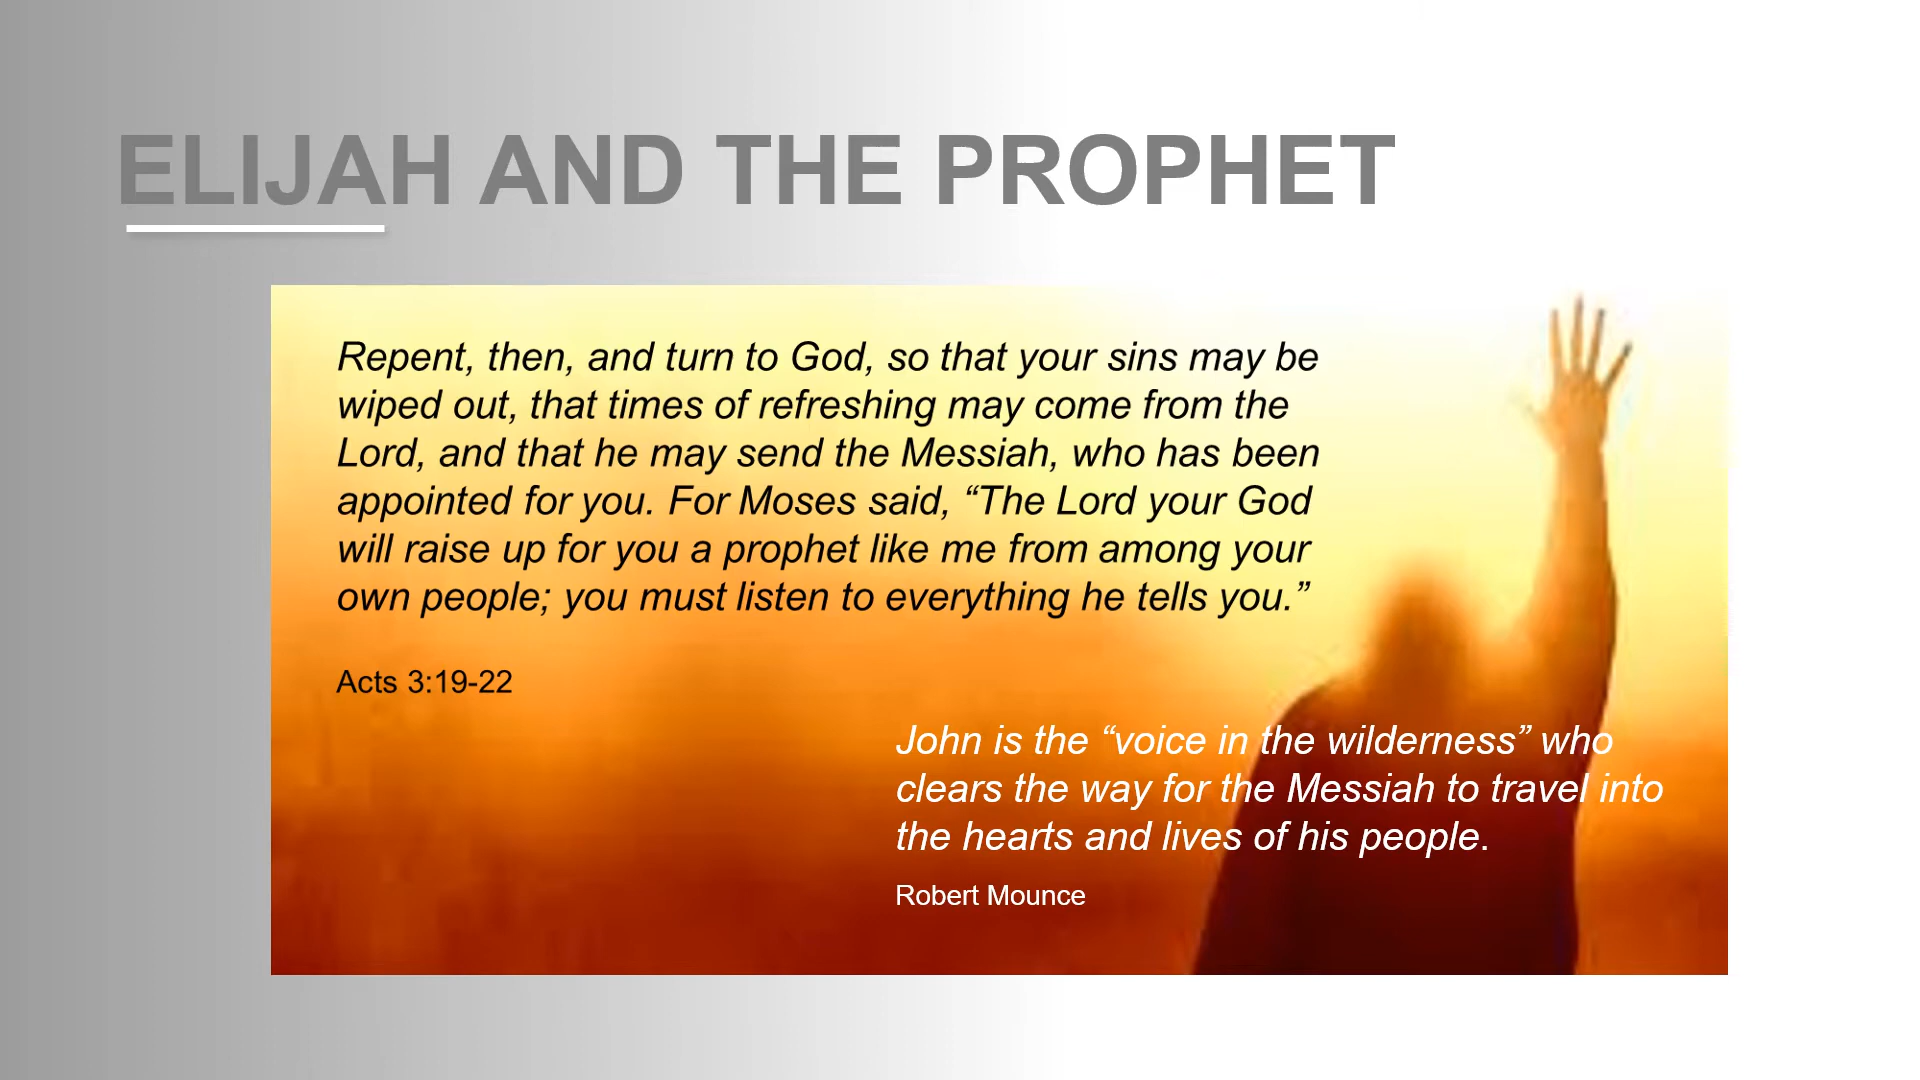 ELIJAH AND THE PROPHET
Repent, then, and turn to God, so that your sins may be
wiped out, that times of refreshing may come from the
Lord, and that he may send the Messiah, who has been
appointed for you. For Moses said, “The Lord your God
will raise up for you a prophet like me from among your
own people; you must listen to everything he tells you.”
Acts 3:19-22
John is the “voice in the wilderness” who
clears the way for the Messiah to travel into
the hearts and lives of his people.
Robert Mounce